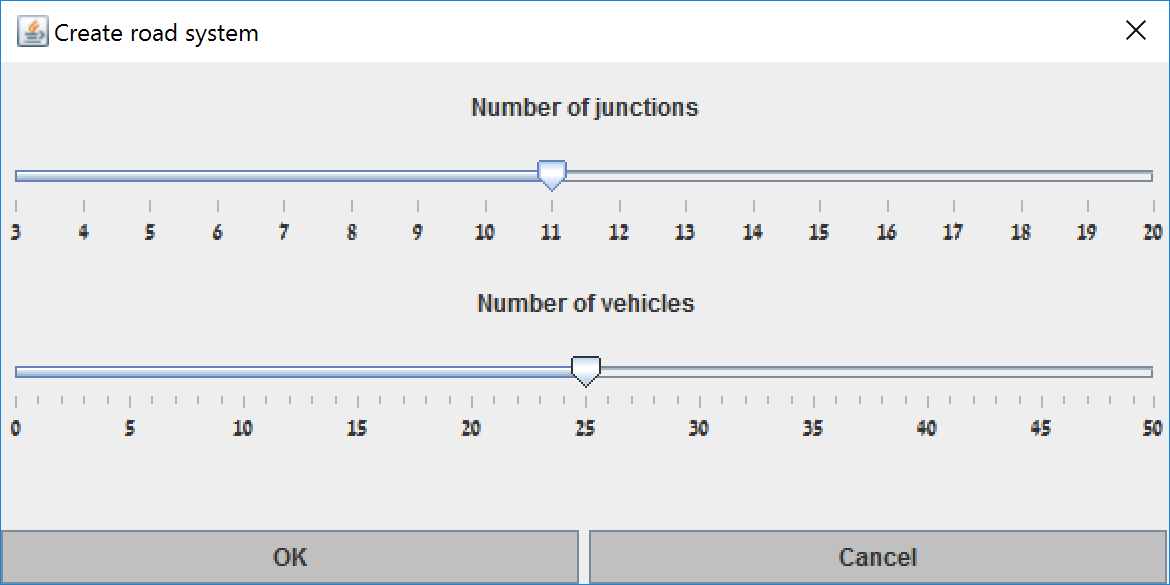 Create road system
Number of junctions
3 4 5 6 7 8 9 10 11 12 13 14 15 16 17 18 19 20
Number of vehicles
0 5 10 15 20 25 30 35 40 45 50
OK Cancel